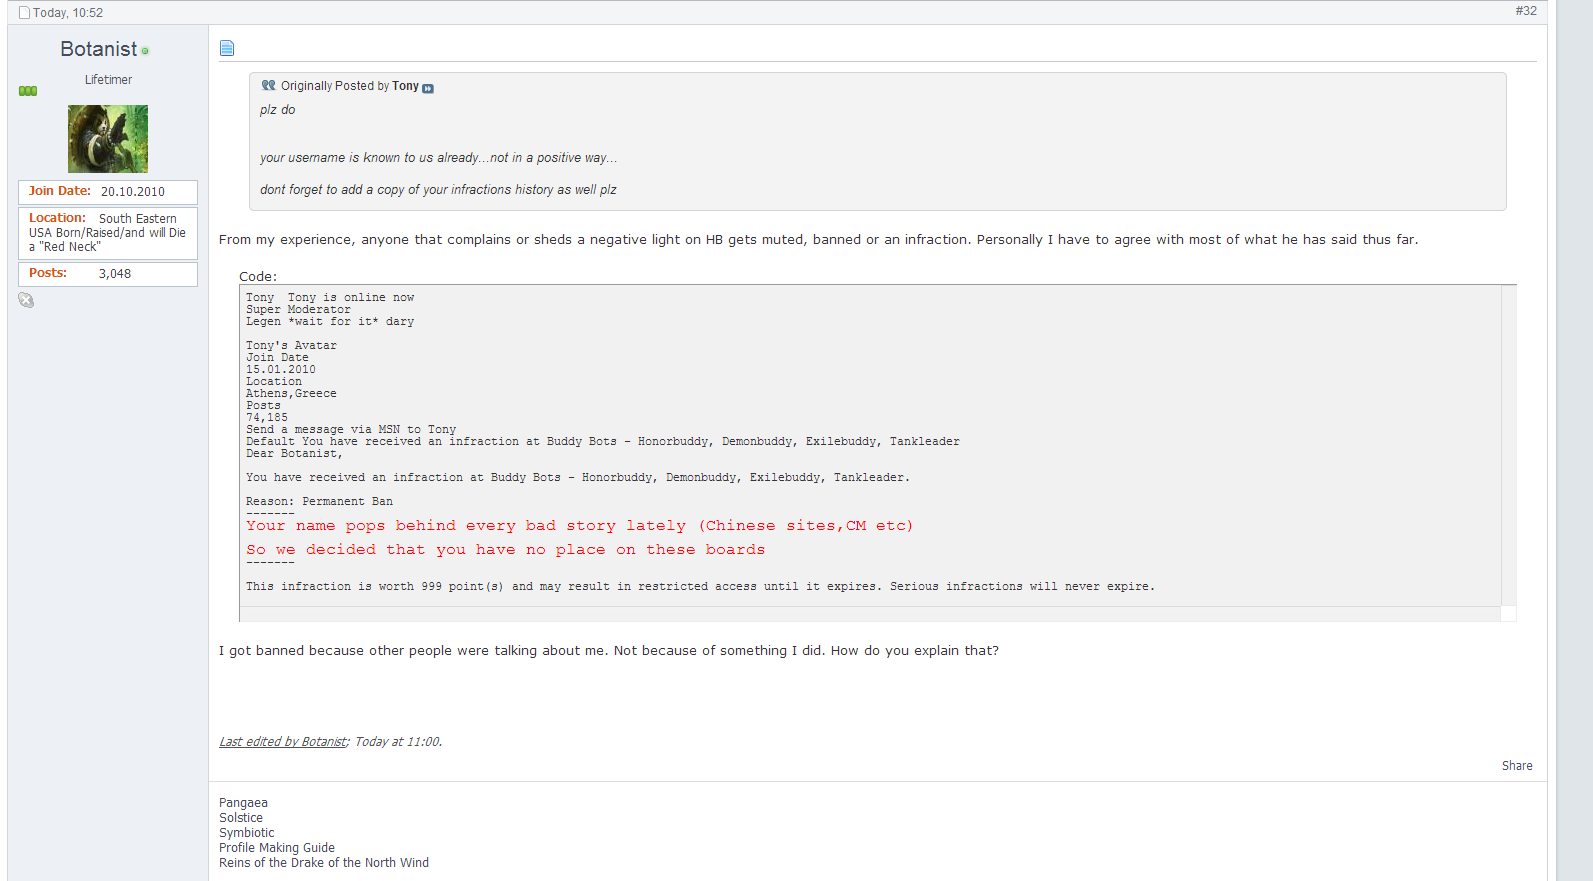 Today, 10:52
#32
Botanist
Lifetimer
Join Date: 20.10.2010
Location: South Eastern
USA Born/Raised/and will Die
a "Red Neck"
Posts: 3,048
Originally Posted by Tony
plz do
your username is known to us already...not in a positive way...
dont forget to add a copy of your infractions history as well plz
From my experience, anyone that complains or sheds a negative light on HB gets muted, banned or an infraction. Personally I have to agree with most of what he has said thus far.
Code:
Tony  Tony is online now
Super Moderator
Legen *wait for it* dary
Tony's Avatar
Join Date
15.01.2010
Location
Athens,Greece
Posts
74,185
Send a message via MSN to Tony
Default You have received an infraction at Buddy Bots - Honorbuddy, Demonbuddy, Exilebuddy, Tankleader
Dear Botanist,
You have received an infraction at Buddy Bots - Honorbuddy, Demonbuddy, Exilebuddy, Tankleader.
Reason: Permanent Ban
-------
Your name pops behind every bad story lately (Chinese sites,CM etc)
So we decided that you have no place on these boards
-------
This infraction is worth 999 point(s) and may result in restricted access until it expires. Serious infractions will never expire.
I got banned because other people were talking about me. Not because of something I did. How do you explain that?
Last edited by Botanist; Today at 11:00.
Share
Pangaea
Solstice
Symbiotic
Profile Making Guide
Reins of the Drake of the North Wind